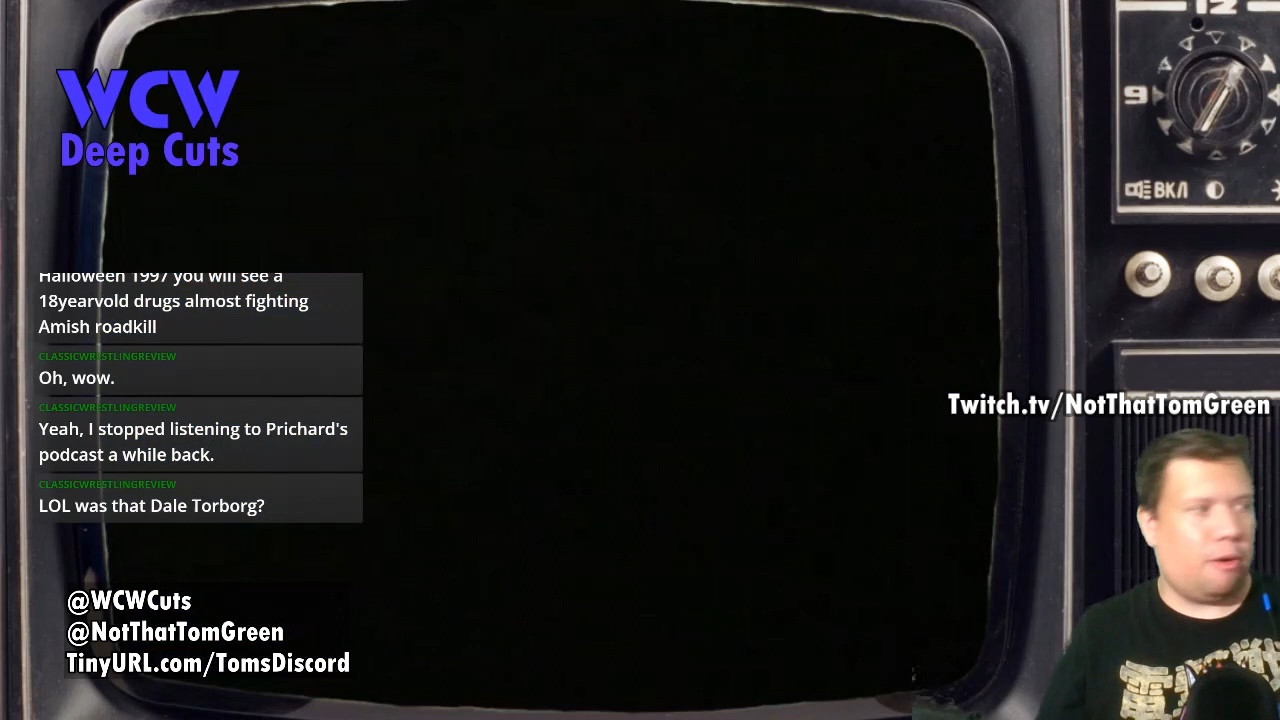 12
9
ВКЛ
WCW
Deep Cuts
Halloween 1997 you will see a
18yearvold drugs almost fighting
Amish roadkill
CLASSICWRESTLINGREVIEW
Oh, wow.
CLASSICWRESTLINGREVIEW
Yeah, I stopped listening to Prichard's
podcast a while back.
CLASSICWRESTLINGREVIEW
LOL was that Dale Torborg?
Twitch.tv/NotThatTomGreen
@WCWCuts
@NotThatTomGreen
TinyURL.com/TomsDiscord